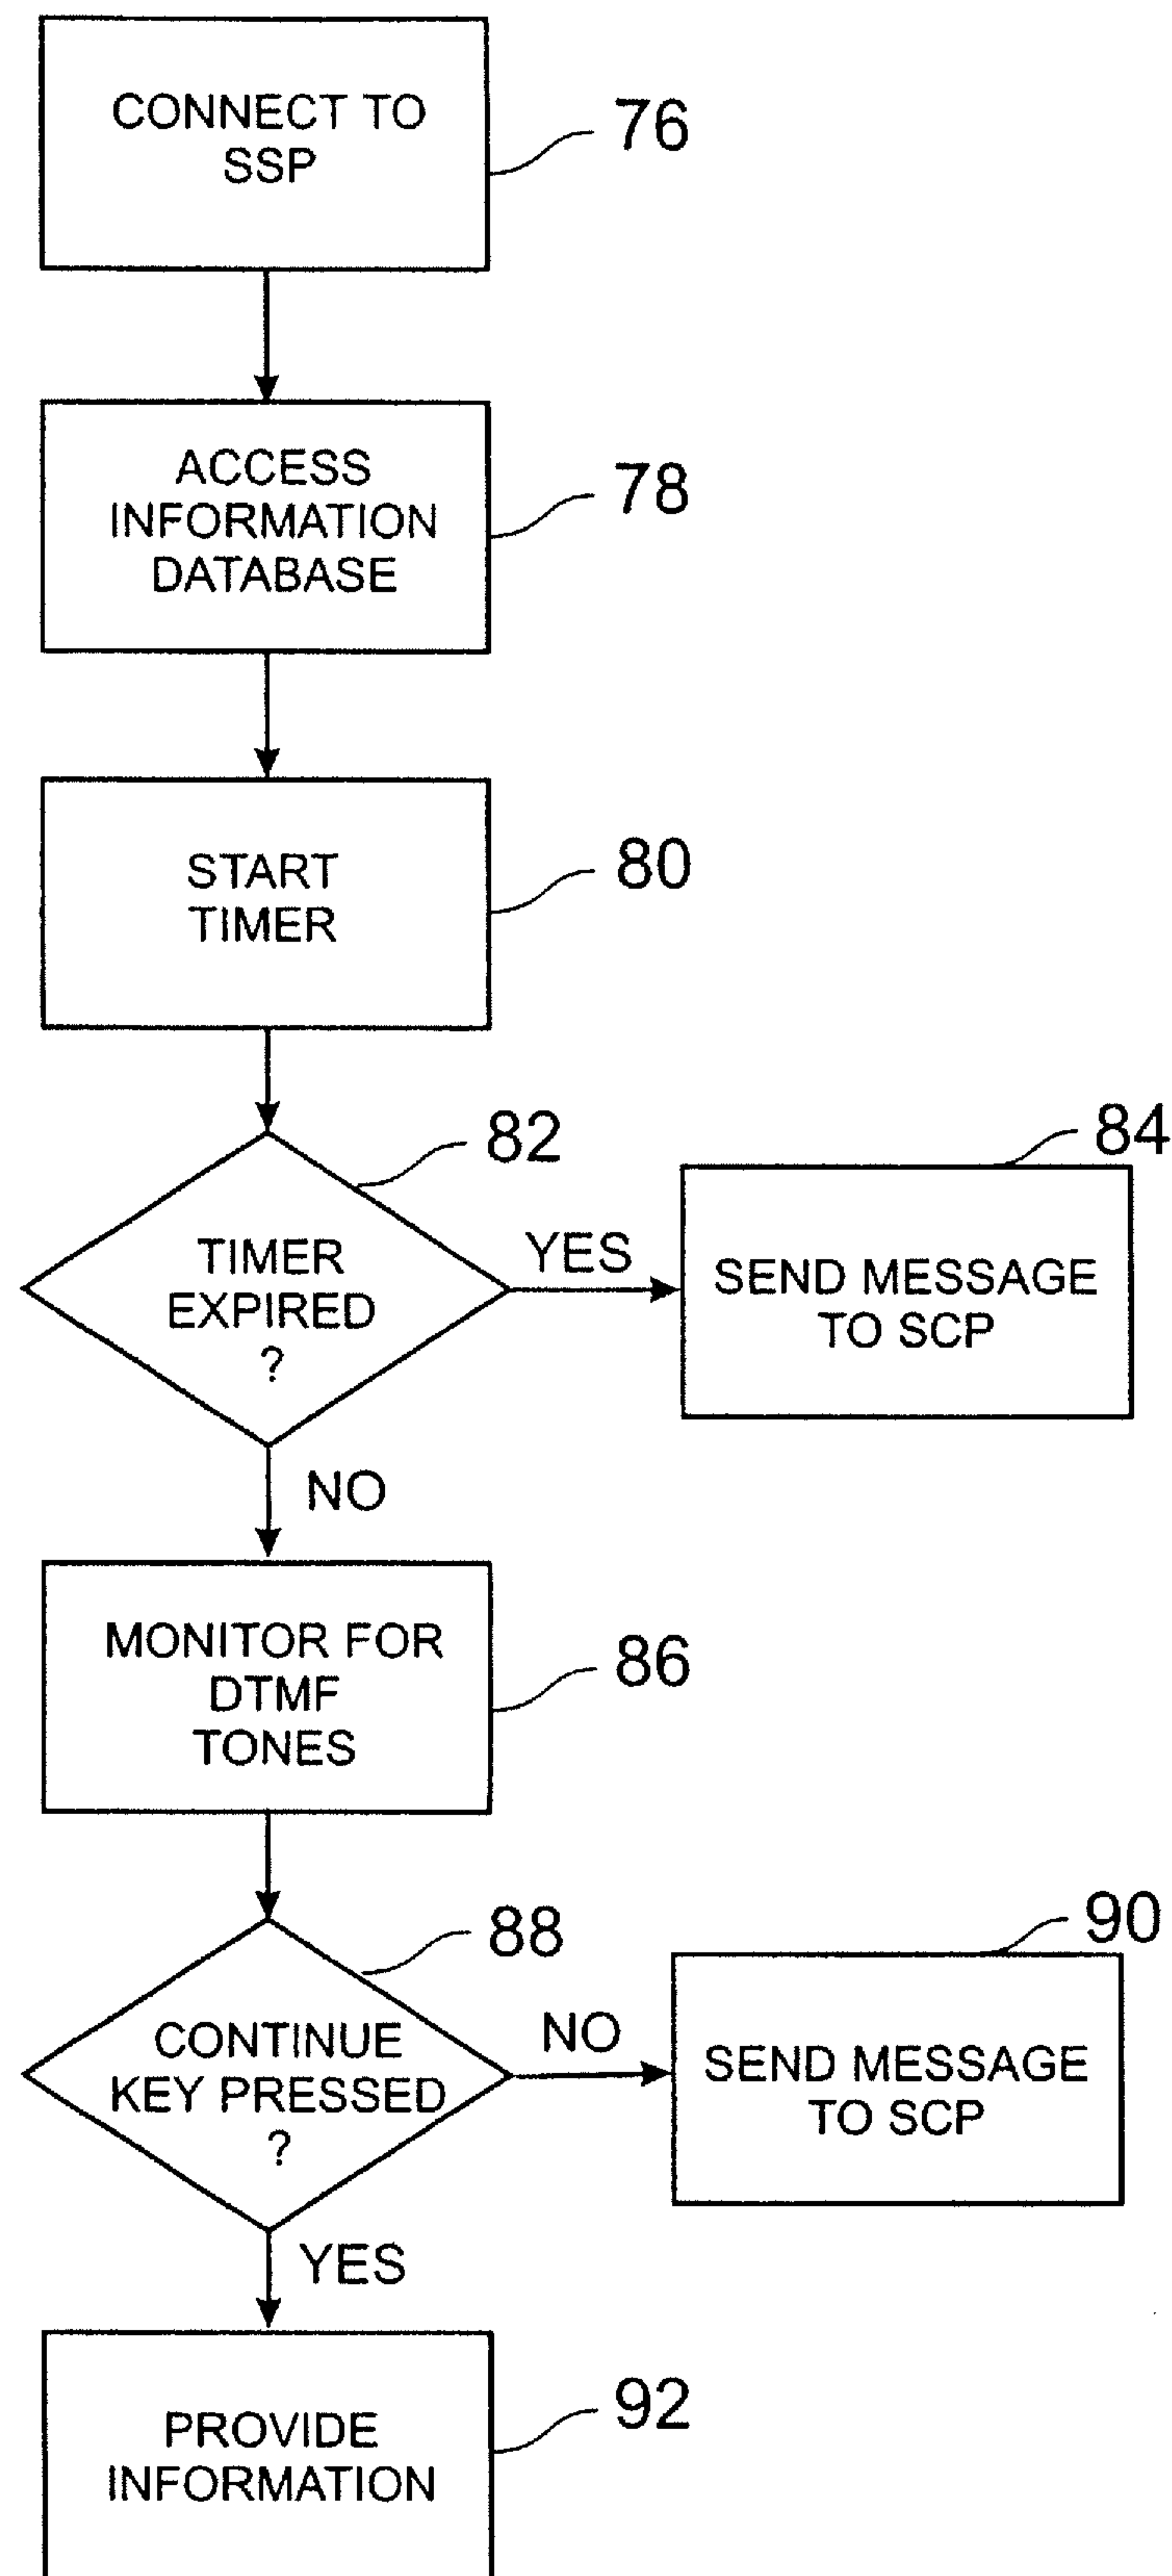 CONNECT TO
SSP
76
ACCESS
INFORMATION
DATABASE
78
START
TIMER
80
82
TIMER
EXPIRED
?
YES
84
SEND MESSAGE
TO SCP
NO
MONITOR FOR
DTMF
TONES
86
88
CONTINUE
KEY PRESSED
?
NO
90
SEND MESSAGE
TO SCP
YES
PROVIDE
INFORMATION
92